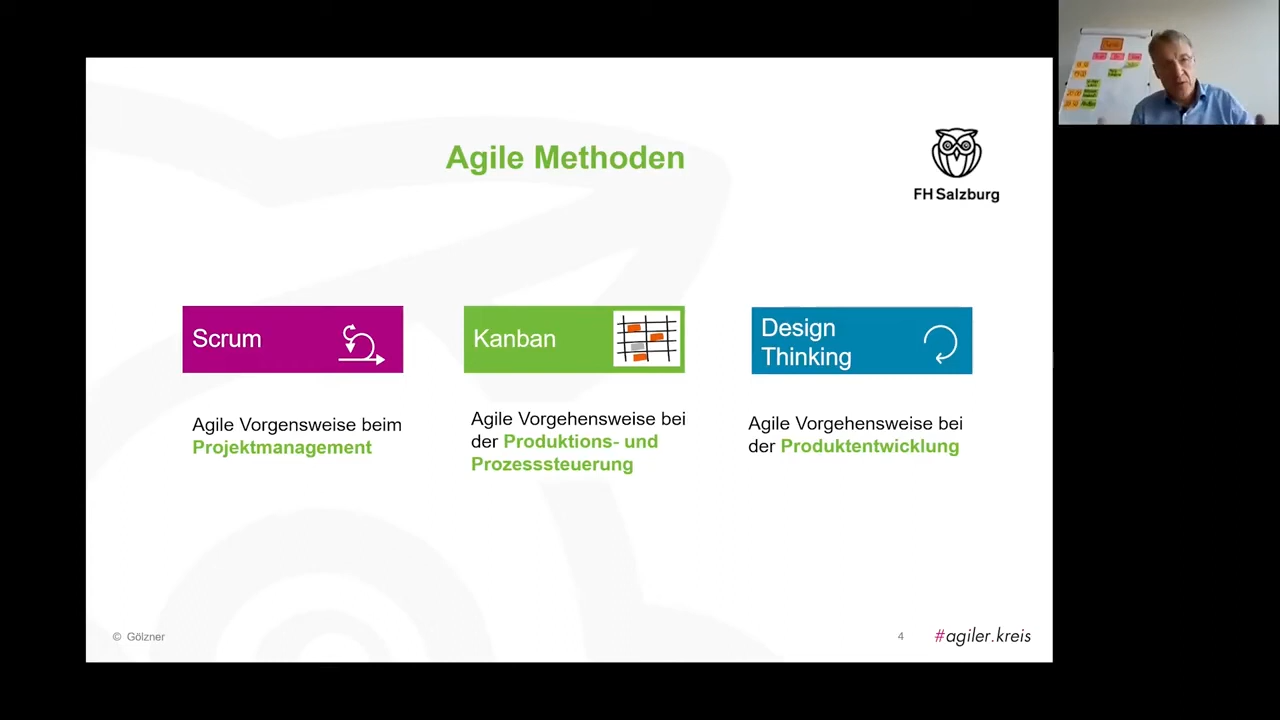 Agile Methoden
FH Salzburg
Scrum
Agile Vorgensweise beim
Projektmanagement
Kanban
Agile Vorgehensweise bei
der Produktions- und
Prozesssteuerung
Design
Thinking
Agile Vorgehensweise bei
der Produktentwicklung
© Gölzner
4
#agiler.kreis